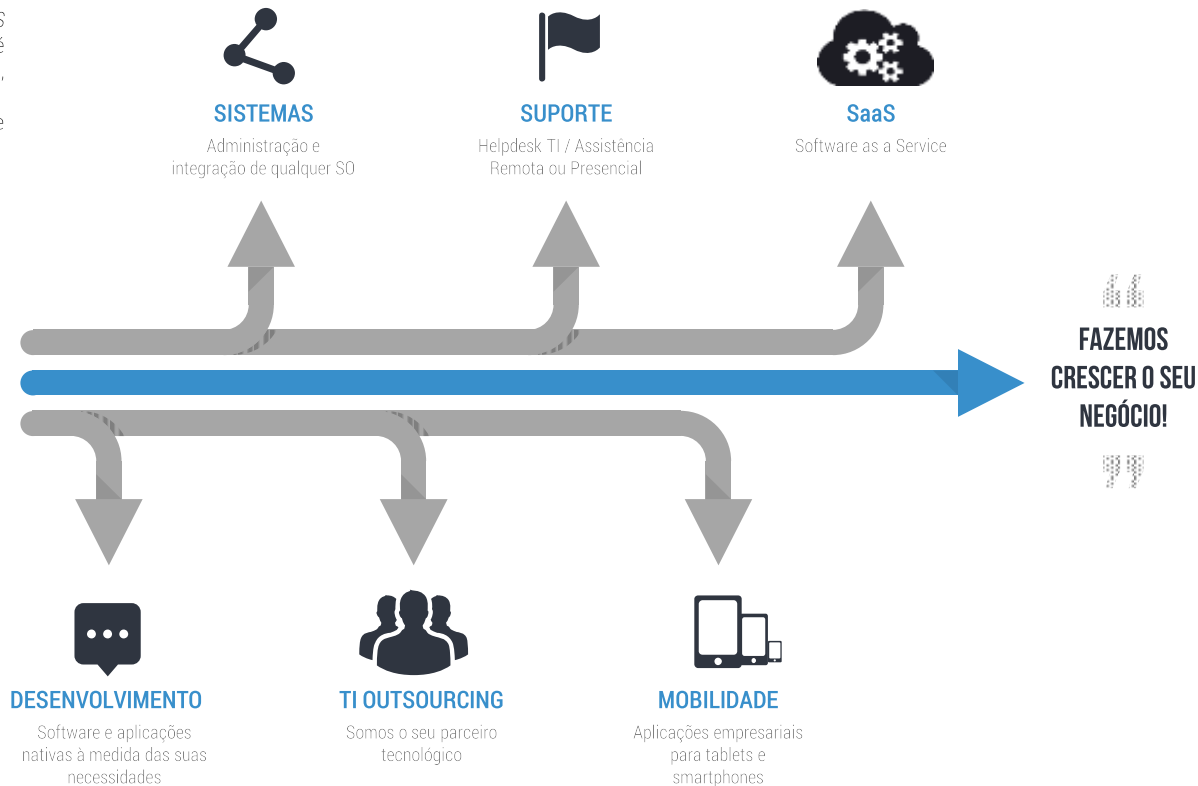 SISTEMAS
Administração e
integração de qualquer SO
SUPORTE
Helpdesk TI / Assistência
Remota ou Presencial
SaaS
Software as a Service
FAZEMOS
CRESCER O SEU
NEGÓCIO!
DESENVOLVIMENTO
Software e aplicações
nativas à medida das suas
necessidades
TI OUTSOURCING
Somos o seu parceiro
tecnológico
MOBILIDADE
Aplicações empresariais
para tablets e
smartphones